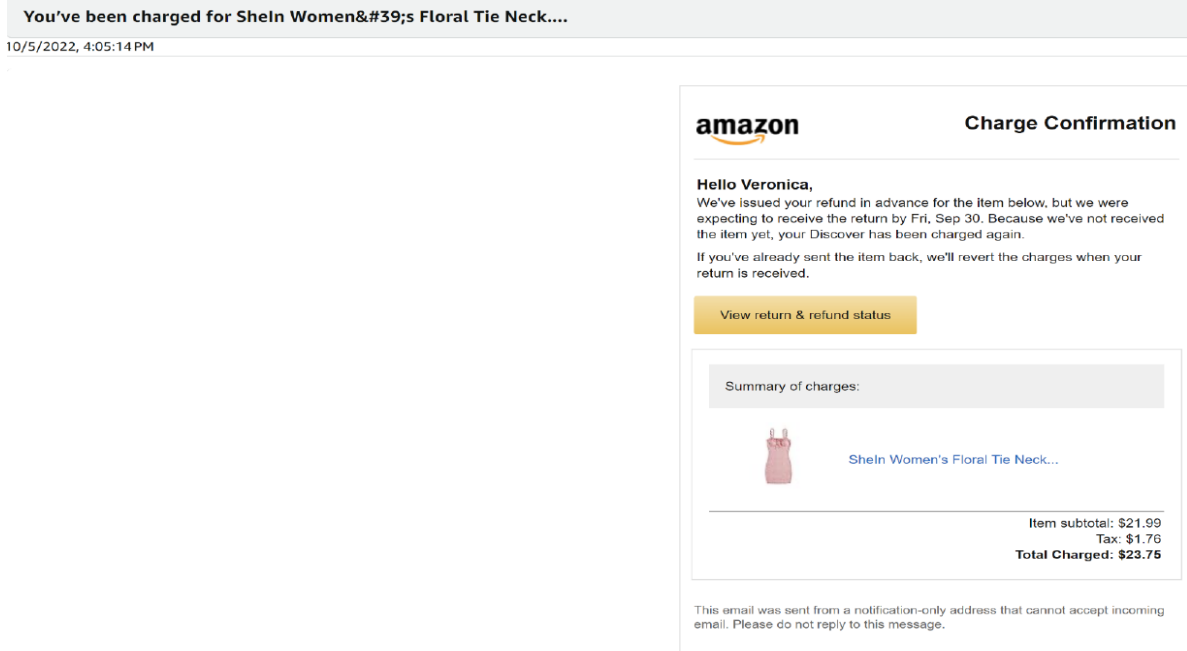 You’ve been charged for SheIn Women&#39;s Floral Tie Neck....
10/5/2022, 4:05:14 PM
amazon
Charge Confirmation
Hello Veronica,
We've issued your refund in advance for the item below, but we were
expecting to receive the return by Fri, Sep 30. Because we've not received
the item yet, your Discover has been charged again.
If you've already sent the item back, we'll revert the charges when your
return is received.
View return & refund status
Summary of charges:
SheIn Women's Floral Tie Neck...
Item subtotal: $21.99
Tax: $1.76
Total Charged: $23.75
This email was sent from a notification-only address that cannot accept incoming
email. Please do not reply to this message.